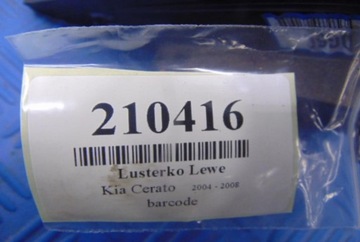 210416
Lusterko Lewe
Kia Cerato 2004 - 2008
barcode